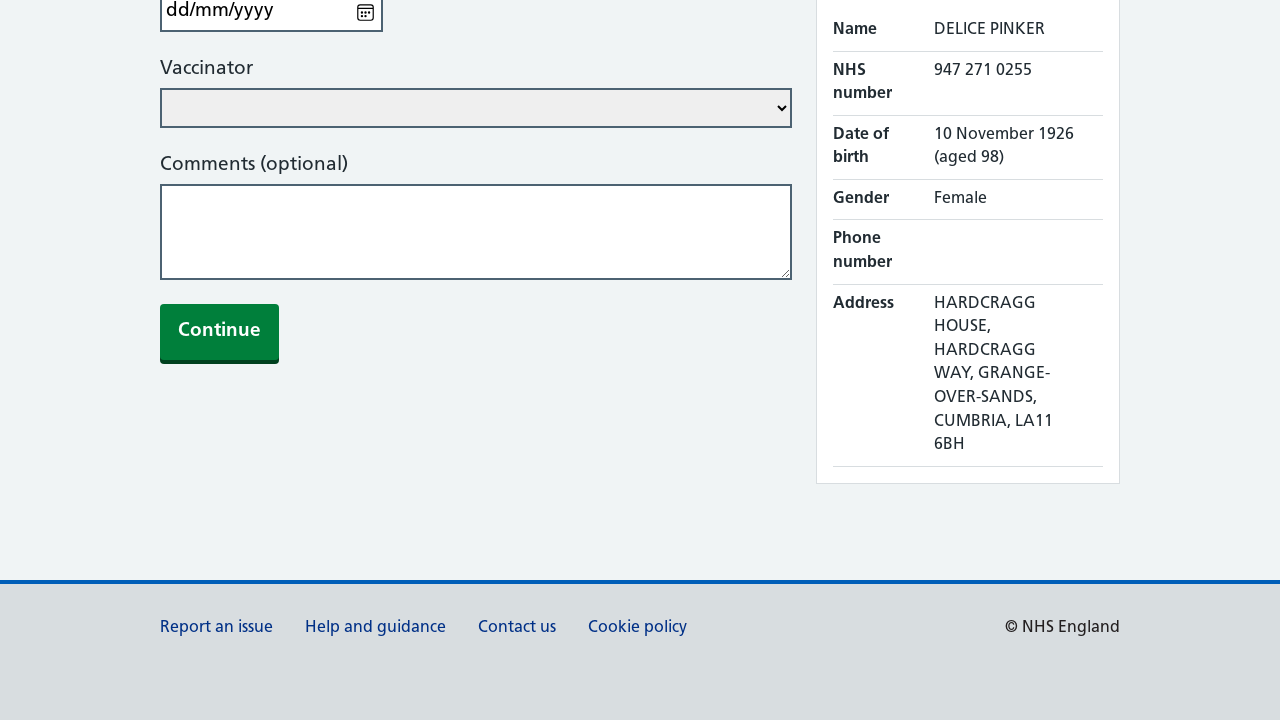 dd/mm/yyyy
Vaccinator
Comments (optional)
Continue
Name DELICE PINKER
NHS number 947 271 0255
Date of birth 10 November 1926 (aged 98)
Gender Female
Phone number
Address HARDCRAGG
HOUSE,
HARDCRAGG
WAY, GRANGE-
OVER-SANDS,
CUMBRIA, LA11
6BH
Report an issue Help and guidance Contact us Cookie policy © NHS England